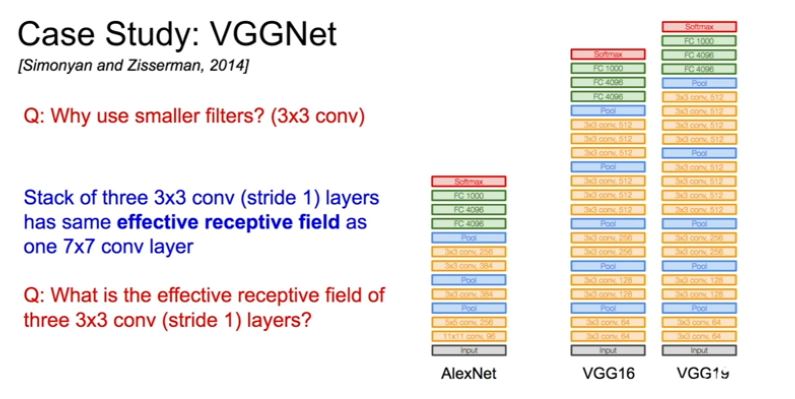 Case Study: VGGNet
[Simonyan and Zisserman, 2014]
Q: Why use smaller filters? (3x3 conv)
Stack of three 3x3 conv (stride 1) layers
has same effective receptive field as
one 7x7 conv layer
Q: What is the effective receptive field of
three 3x3 conv (stride 1) layers?
Softmax
FC 1000
FC 4096
FC 4096
Pool
3x3 conv, 256
3x3 conv, 384
Pool
3x3 conv, 384
Pool
5x5 conv, 256
11x11 conv, 96
Input
AlexNet
Softmax
FC 1000
FC 4096
FC 4096
Pool
3x3 conv, 512
3x3 conv, 512
3x3 conv, 512
Pool
3x3 conv, 512
3x3 conv, 512
3x3 conv, 512
Pool
3x3 conv, 256
3x3 conv, 256
Pool
3x3 conv, 128
3x3 conv, 128
Pool
3x3 conv, 64
3x3 conv, 64
Input
VGG16
Softmax
FC 1000
FC 4096
FC 4096
Pool
3x3 conv, 512
3x3 conv, 512
3x3 conv, 512
3x3 conv, 512
Pool
3x3 conv, 512
3x3 conv, 512
3x3 conv, 512
3x3 conv, 512
Pool
3x3 conv, 256
3x3 conv, 256
Pool
3x3 conv, 128
3x3 conv, 128
Pool
3x3 conv, 64
3x3 conv, 64
Input
VGG19